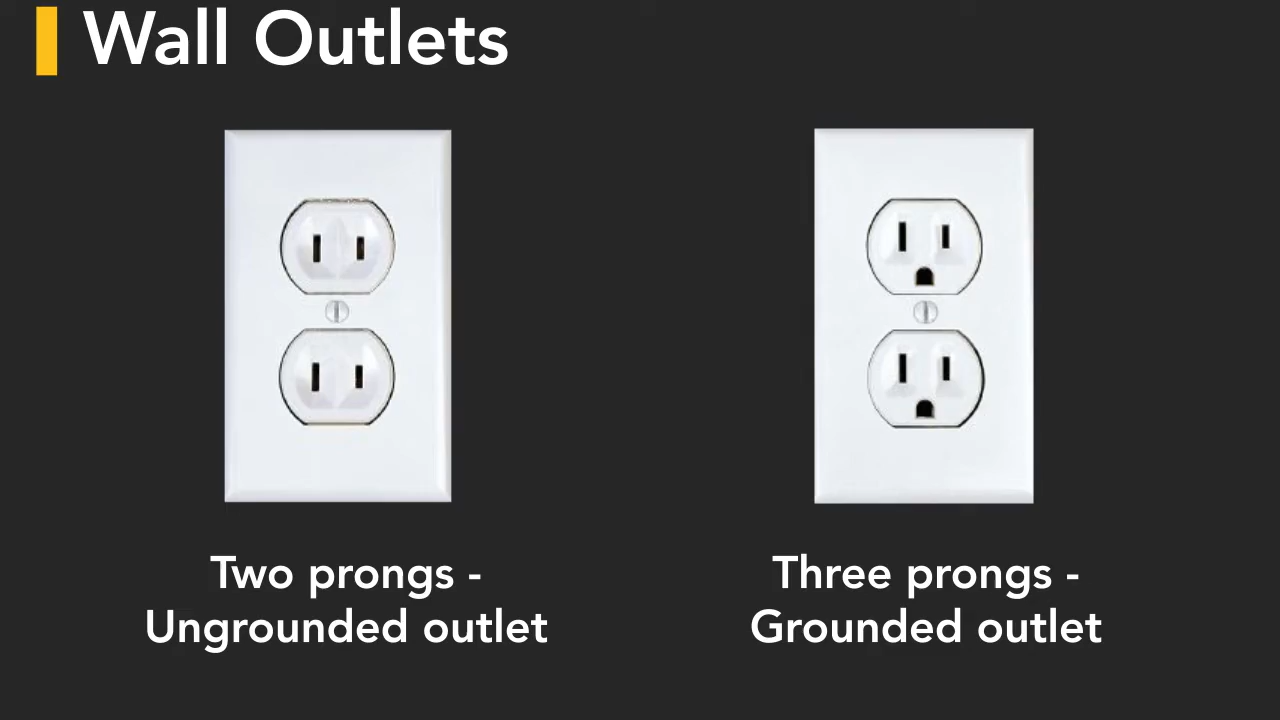 Wall Outlets
Two prongs -
Ungrounded outlet
Three prongs -
Grounded outlet